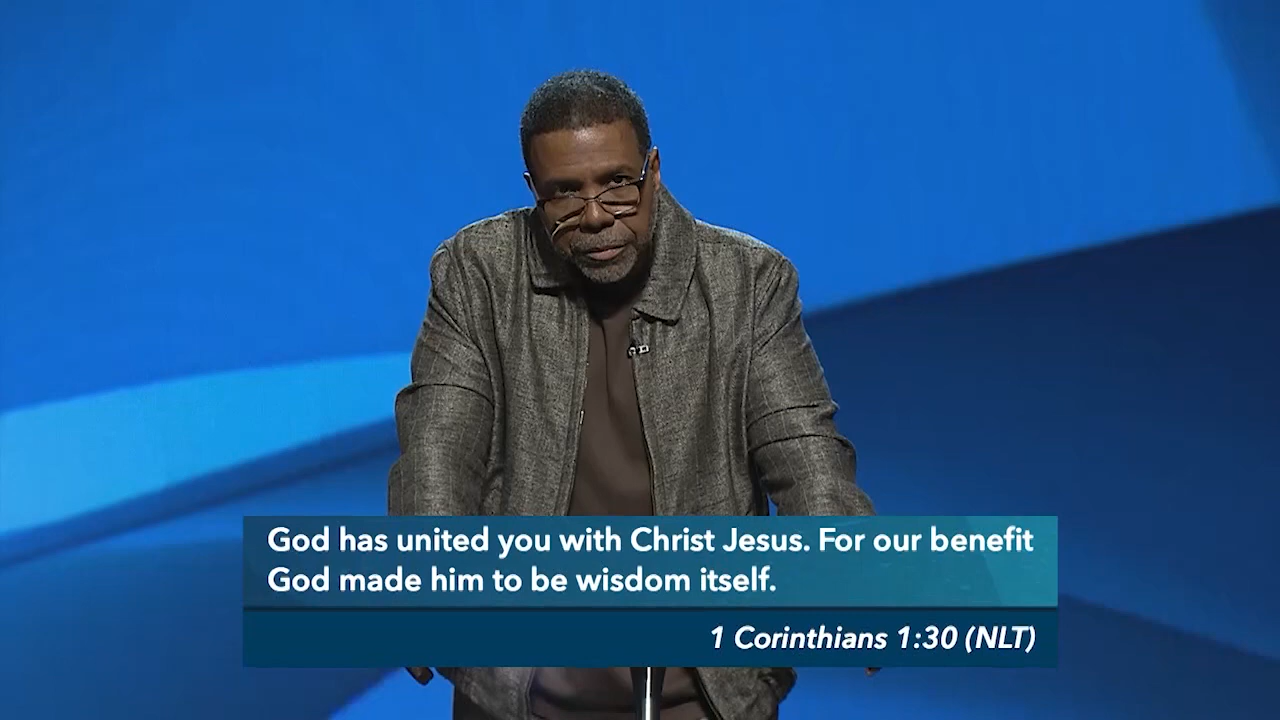 God has united you with Christ Jesus. For our benefit
God made him to be wisdom itself.
1 Corinthians 1:30 (NLT)